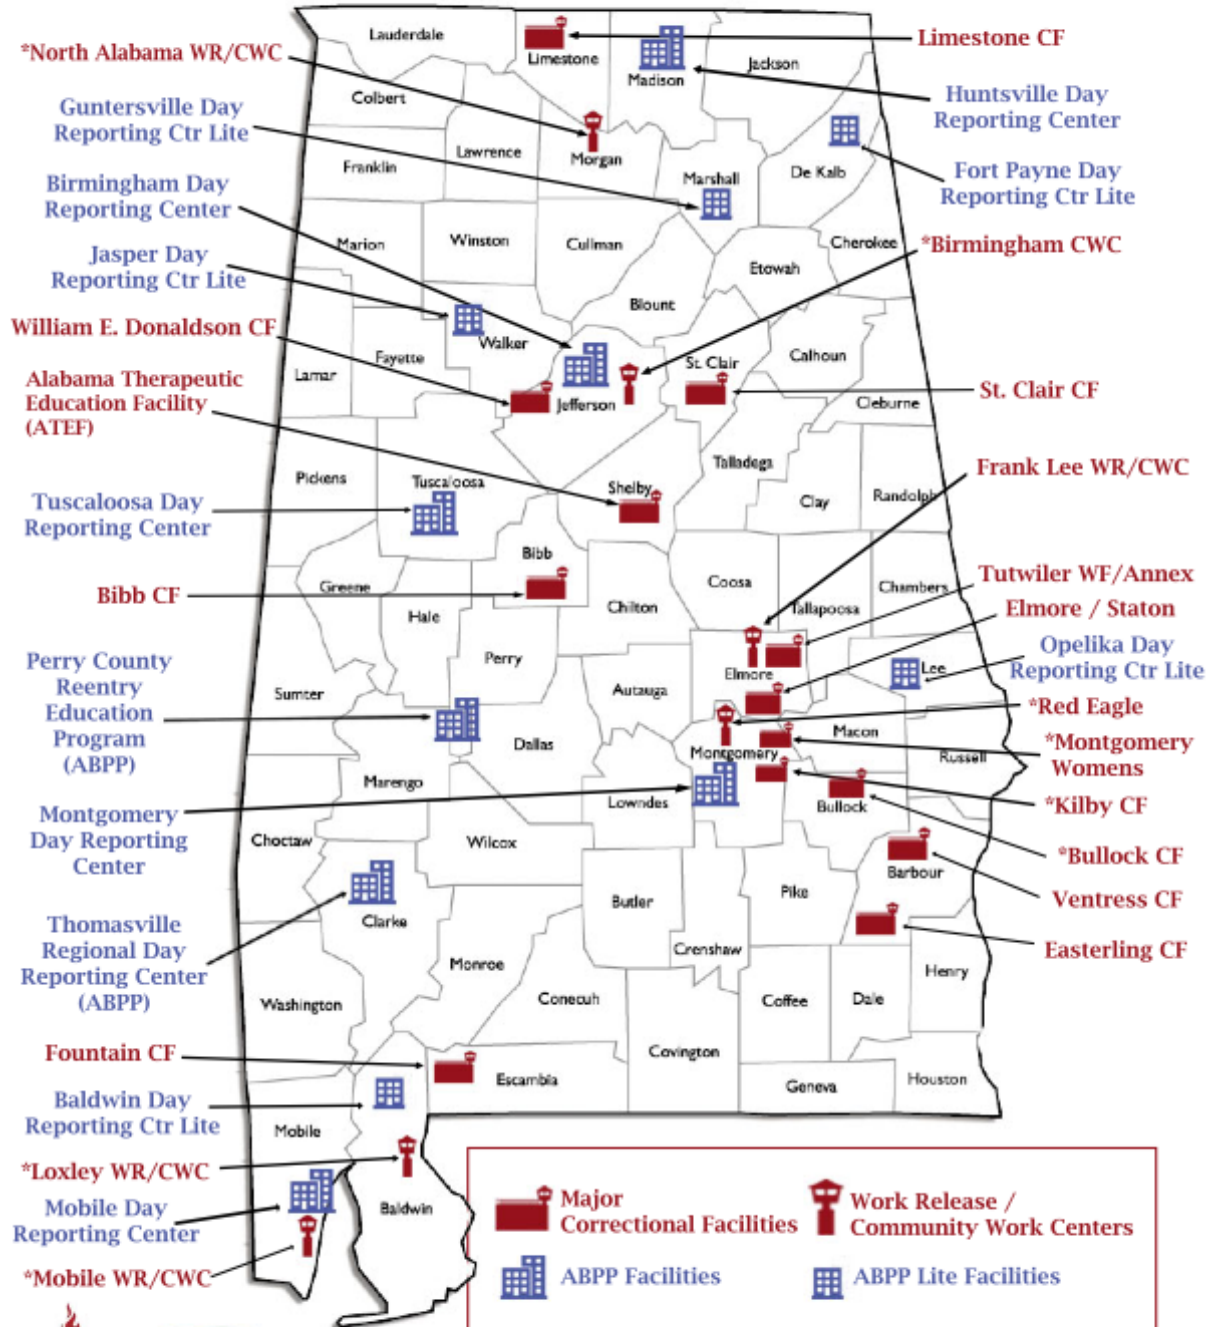 Lauderdale
Limestone
Madison
Jackson
Colbert
Franklin
Lawrence
Morgan
Marshall
De Kalb
Marion
Winston
Cullman
Cherokee
Etowah
Blount
Walker
Fayette
Lamar
Jefferson
St. Clair
Calhoun
Cleburne
Pickens
Tuscaloosa
Shelby
Talladega
Clay
Randolph
Bibb
Greene
Hale
Chilton
Coosa
Tallapoosa
Chambers
Perry
Sumter
Autauga
Elmore
Lee
Dallas
Marengo
Montgomery
Macon
Russell
Lowndes
Bullock
Choctaw
Wilcox
Barbour
Butler
Pike
Clarke
Crenshaw
Monroe
Henry
Washington
Conecuh
Coffee
Dale
Covington
Escambia
Geneva
Houston
Mobile
Baldwin
*North Alabama WR/CWC
Guntersville Day
Reporting Ctr Lite
Birmingham Day
Reporting Center
Jasper Day
Reporting Ctr Lite
William E. Donaldson CF
Alabama Therapeutic
Education Facility
(ATEF)
Tuscaloosa Day
Reporting Center
Bibb CF
Perry County
Reentry
Education
Program
(ABPP)
Montgomery
Day Reporting
Center
Thomasville
Regional Day
Reporting Center
(ABPP)
Fountain CF
Baldwin Day
Reporting Ctr Lite
*Loxley WR/CWC
Mobile Day
Reporting Center
*Mobile WR/CWC
Limestone CF
Huntsville Day
Reporting Center
Fort Payne Day
Reporting Ctr Lite
*Birmingham CWC
St. Clair CF
Frank Lee WR/CWC
Tutwiler WF/Annex
Elmore / Staton
Opelika Day
Reporting Ctr Lite
*Red Eagle
*Montgomery
Womens
*Kilby CF
*Bullock CF
Ventress CF
Easterling CF
Major
Correctional Facilities
Work Release /
Community Work Centers
ABPP Facilities
ABPP Lite Facilities